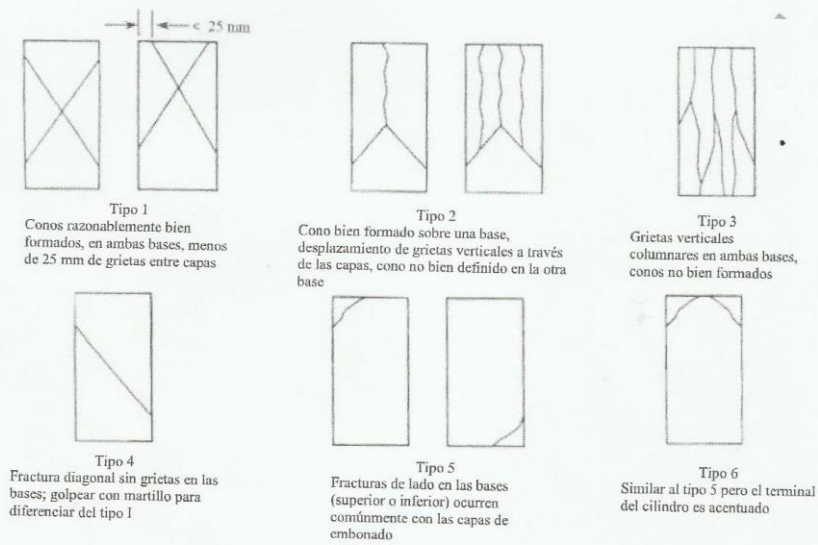 < 25 mm
Tipo 1
Conos razonablemente bien
formados, en ambas bases, menos
de 25 mm de grietas entre capas
Tipo 2
Cono bien formado sobre una base,
desplazamiento de grietas verticales a través
de las capas, cono no bien definido en la otra
base
Tipo 3
Grietas verticales
columnares en ambas bases,
conos no bien formados
Tipo 4
Fractura diagonal sin grietas en las
bases; golpear con martillo para
diferenciar del tipo I
Tipo 5
Fracturas de lado en las bases
(superior o inferior) ocurren
comúnmente con las capas de
embonado
Tipo 6
Similar al tipo 5 pero el terminal
del cilindro es acentuado